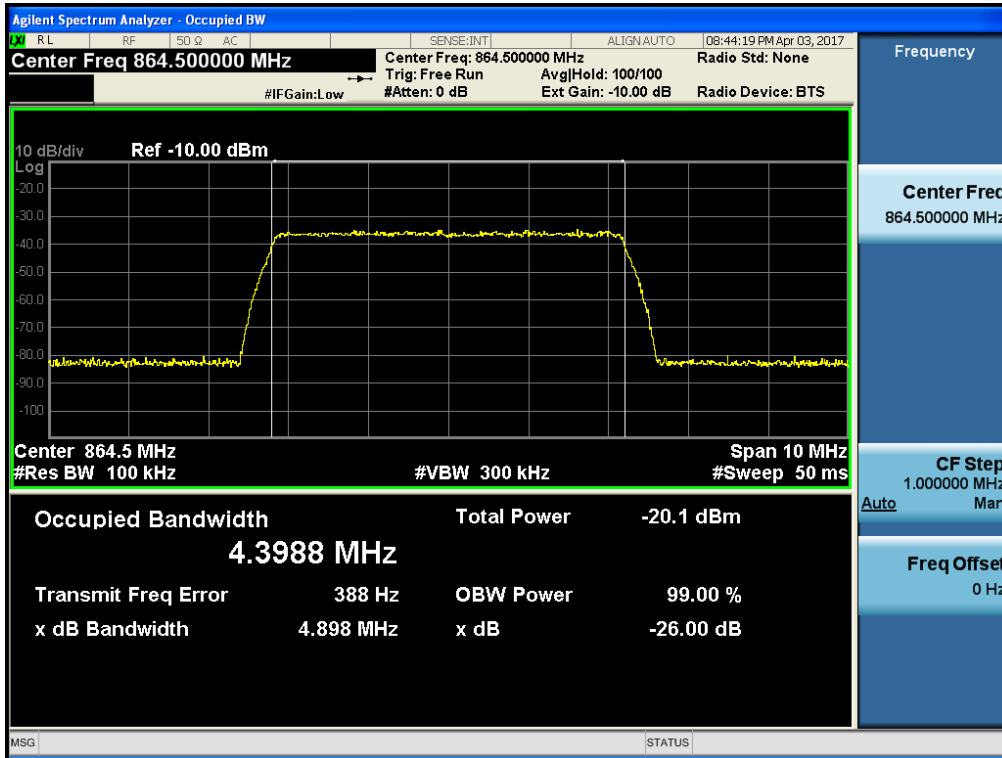 Agilent Spectrum Analyzer - Occupied BW
LXI RL RF 50 Ω AC SENSE:INT ALIGN AUTO 08:44:19 PM Apr 03, 2017
Center Freq 864.500000 MHz
Center Freq: 864.500000 MHz
Radio Std: None
Trig: Free Run Avg|Hold: 100/100
#IFGain:Low
#Atten: 0 dB Ext Gain: -10.00 dB Radio Device: BTS
10 dB/div Ref -10.00 dBm
Log
-20.0
-30.0
-40.0
-50.0
-60.0
-70.0
-80.0
-90.0
-100
Center 864.5 MHz Span 10 MHz
#Res BW 100 kHz #VBW 300 kHz #Sweep 50 ms
Occupied Bandwidth Total Power -20.1 dBm
4.3988 MHz
Transmit Freq Error 388 Hz OBW Power 99.00 %
x dB Bandwidth 4.898 MHz x dB -26.00 dB
MSG STATUS
Frequency
Center Freq
864.500000 MHz
CF Step
1.000000 MHz
Auto Man
Freq Offset
0 Hz